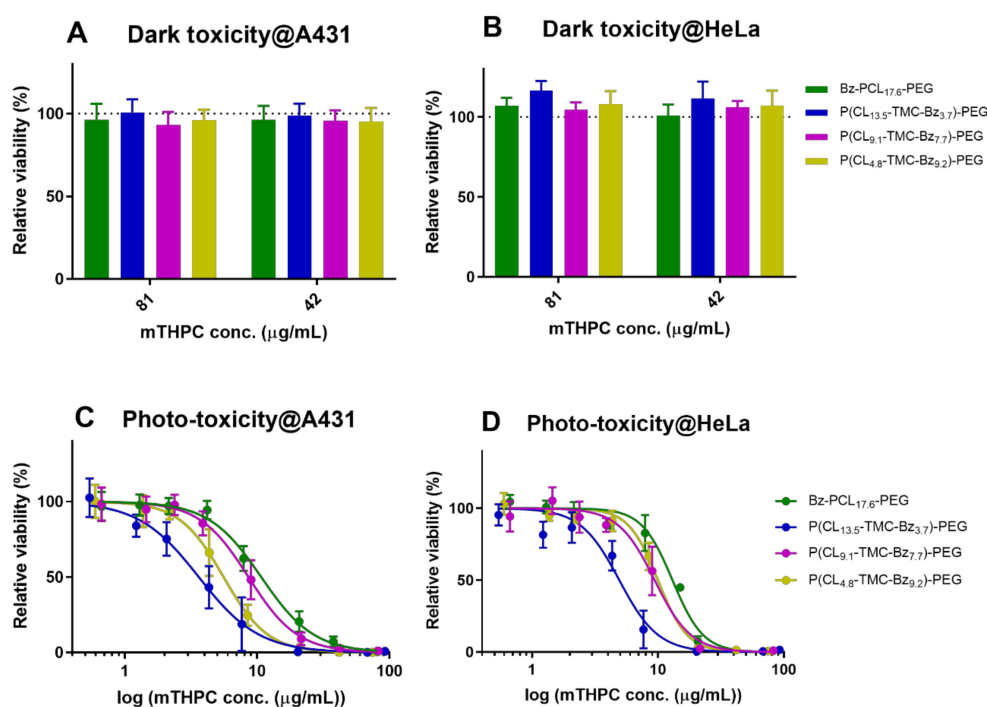 A
Dark toxicity@A431
Relative viability (%)
150
100
50
0
81
42
mTHPC conc. (μg/mL)
B
Dark toxicity@HeLa
Relative viability (%)
100
50
0
81
42
mTHPC conc. (μg/mL)
Bz-PCL17.6-PEG
P(CL13.5-TMC-Bz3.7)-PEG
P(CL9.1-TMC-Bz7.7)-PEG
P(CL4.8-TMC-Bz9.2)-PEG
C
Photo-toxicity@A431
Relative viability (%)
100
50
0
1
10
100
log (mTHPC conc. (μg/mL))
D
Photo-toxicity@HeLa
Relative viability (%)
100
50
0
1
10
100
log (mTHPC conc. (μg/mL))
Bz-PCL17.6-PEG
P(CL13.5-TMC-Bz3.7)-PEG
P(CL9.1-TMC-Bz7.7)-PEG
P(CL4.8-TMC-Bz9.2)-PEG